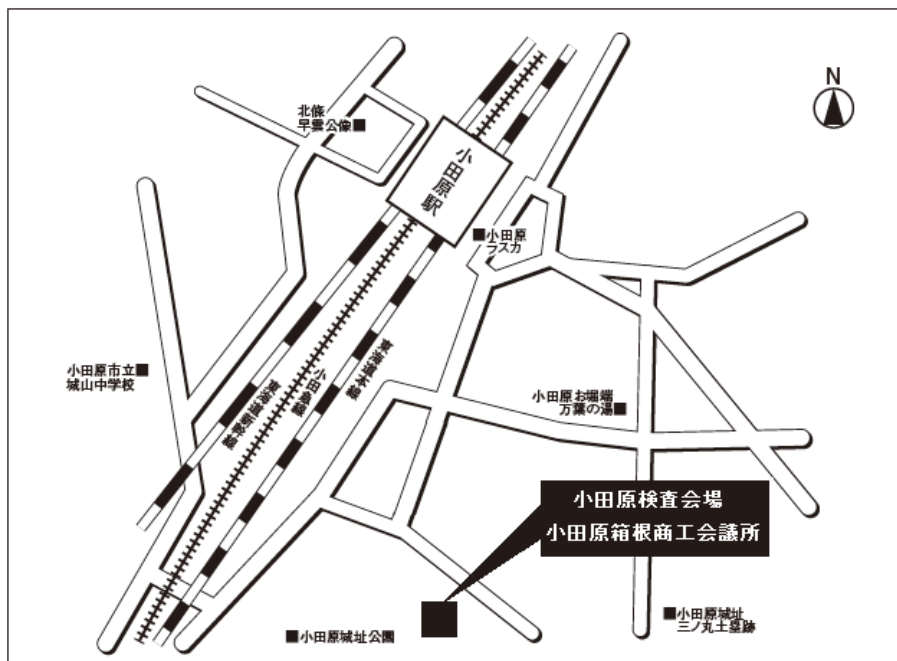 N
北條
早雲公像
小田原駅
小田原
ラスカ
小田原市立
城山中学校
東海道新幹線
小田急線
東海道本線
小田原お堀端
万葉の湯
小田原検査会場
小田原箱根商工会議所
小田原城址公園
小田原城址
三ノ丸土塁跡